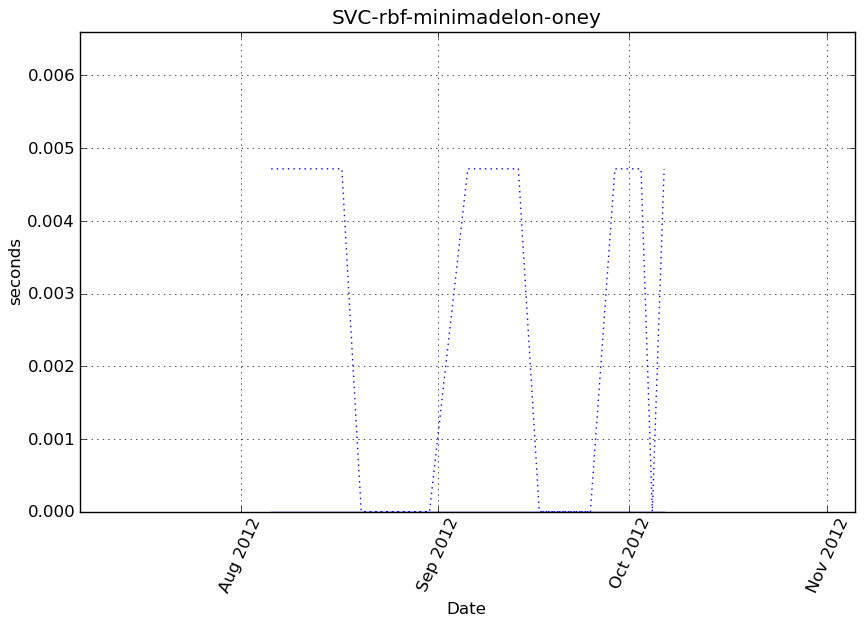 SVC-rbf-minimadelon-oney
0.006
0.005
0.004
0.003
0.002
0.001
0.000
seconds
Aug 2012
Sep 2012
Oct 2012
Nov 2012
Date